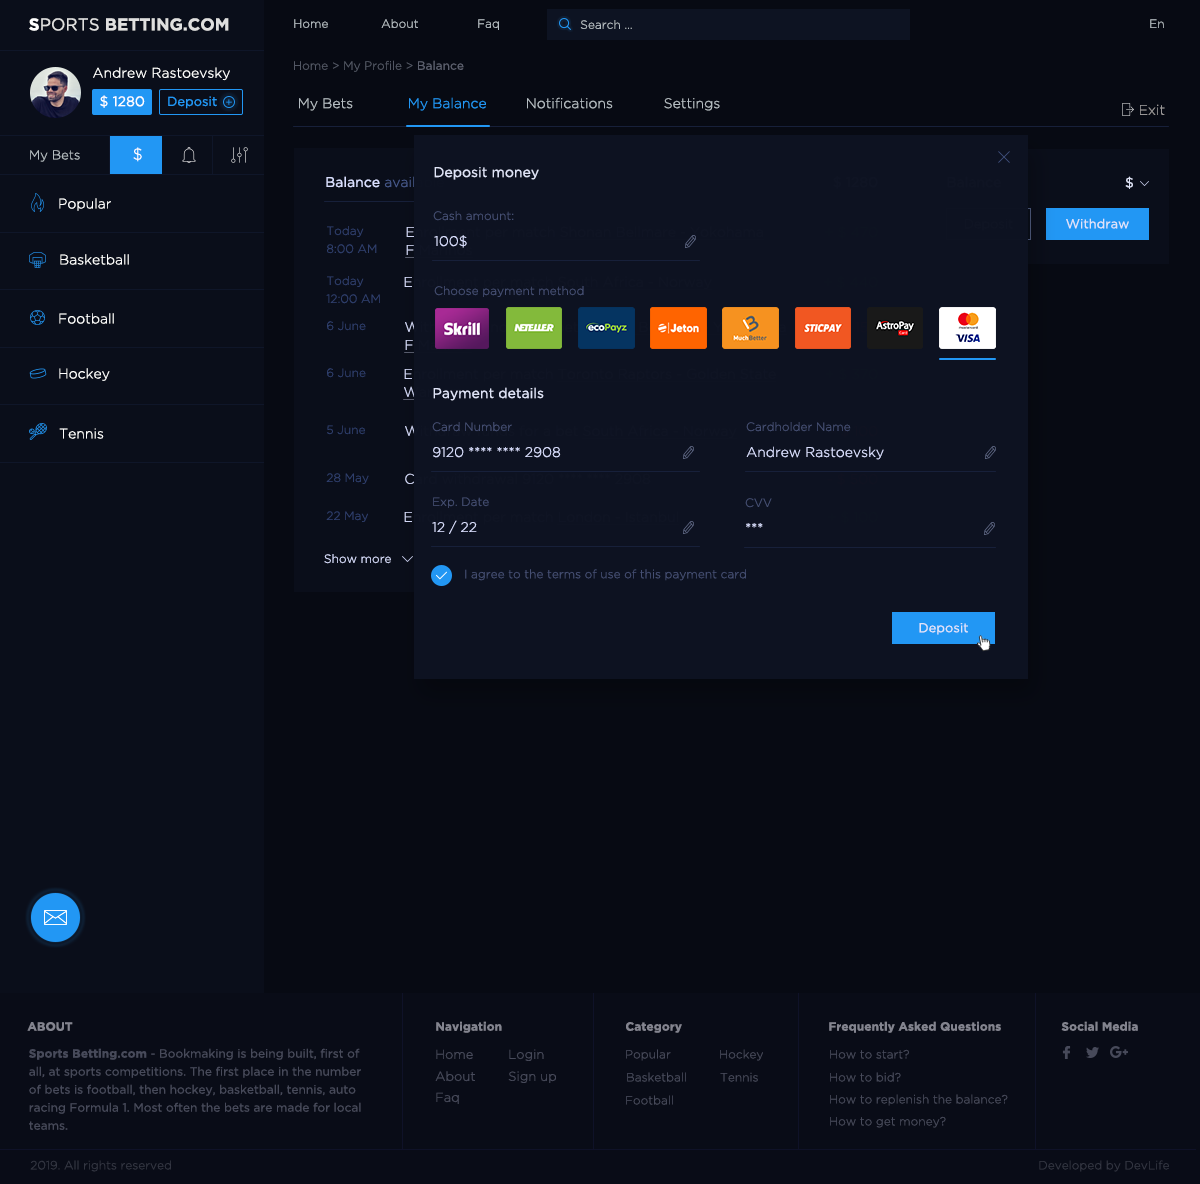 SPORTS BETTING.COM
Home
About
Faq
Search ...
En
Andrew Rastoevsky
$ 1280
Deposit
Home > My Profile > Balance
My Bets
My Balance
Notifications
Settings
Exit
My Bets
$
Popular
Basketball
Football
Hockey
Tennis
Balance avail
Today
8:00 AM
E
F
Today
12:00 AM
E
6 June
W
F
6 June
E
W
5 June
W
28 May
22 May
E
Show more
$
Withdraw
Deposit money
Cash amount:
100$
Choose payment method
Skrill
NETELLER
ecoPayz
Jeton
MuchBetter
STICPAY
AstroPay
Card
mastercard
VISA
Payment details
Card Number
9120 **** **** 2908
Cardholder Name
Andrew Rastoevsky
Exp. Date
12 / 22
CVV
***
I agree to the terms of use of this payment card
Deposit
ABOUT
Sports Betting.com - Bookmaking is being built, first of
all, at sports competitions. The first place in the number
of bets is football, then hockey, basketball, tennis, auto
racing Formula 1. Most often the bets are made for local
teams.
Navigation
Home
Login
About
Sign up
Faq
Category
Popular
Hockey
Basketball
Tennis
Football
Frequently Asked Questions
How to start?
How to bid?
How to replenish the balance?
How to get money?
Social Media
2019. All rights reserved
Developed by DevLife